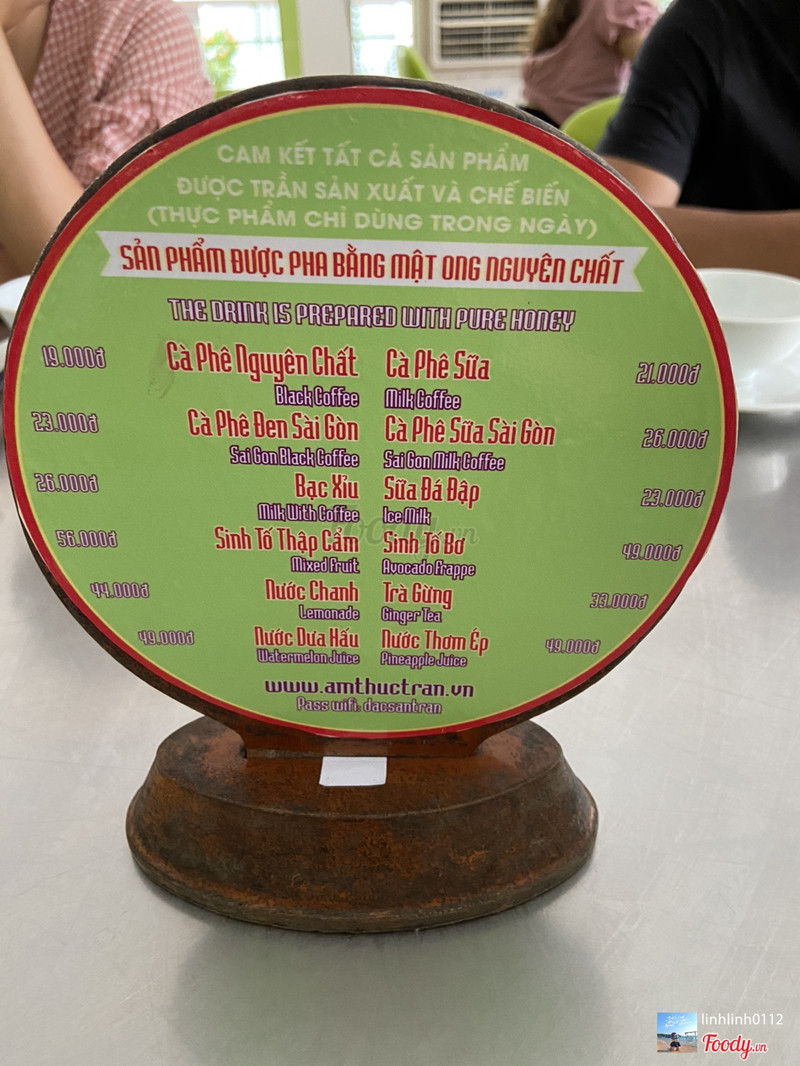 CAM KẾT TẤT CẢ SẢN PHẨM
ĐƯỢC TRẦN SẢN XUẤT VÀ CHẾ BIẾN
(THỰC PHẨM CHỈ DÙNG TRONG NGÀY)
SẢN PHẨM ĐƯỢC PHA BẰNG MẬT ONG NGUYÊN CHẤT
THE DRINK IS PREPARED WITH PURE HONEY
19.000đ Cà Phê Nguyên Chất Cà Phê Sữa 21.000đ
Black Coffee Milk Coffee
23.000đ Cà Phê Đen Sài Gòn Cà Phê Sữa Sài Gòn 26.000đ
Sai Gon Black Coffee Sai Gon Milk Coffee
26.000đ Bạc Xỉu Sữa Đá Đập 23.000đ
Milk With Coffee Ice Milk
56.000đ Sinh Tố Thập Cẩm Sinh Tố Bơ 49.000đ
Mixed Fruit Avocado Frappe
44.000đ Nước Chanh Trà Gừng 33.000đ
Lemonade Ginger Tea
49.000đ Nước Dưa Hấu Nước Thơm Ép 49.000đ
Watermelon Juice Pineapple Juice
www.amthuctran.vn
Pass wifi: dacsantran
linhlinh0112
Foody.vn